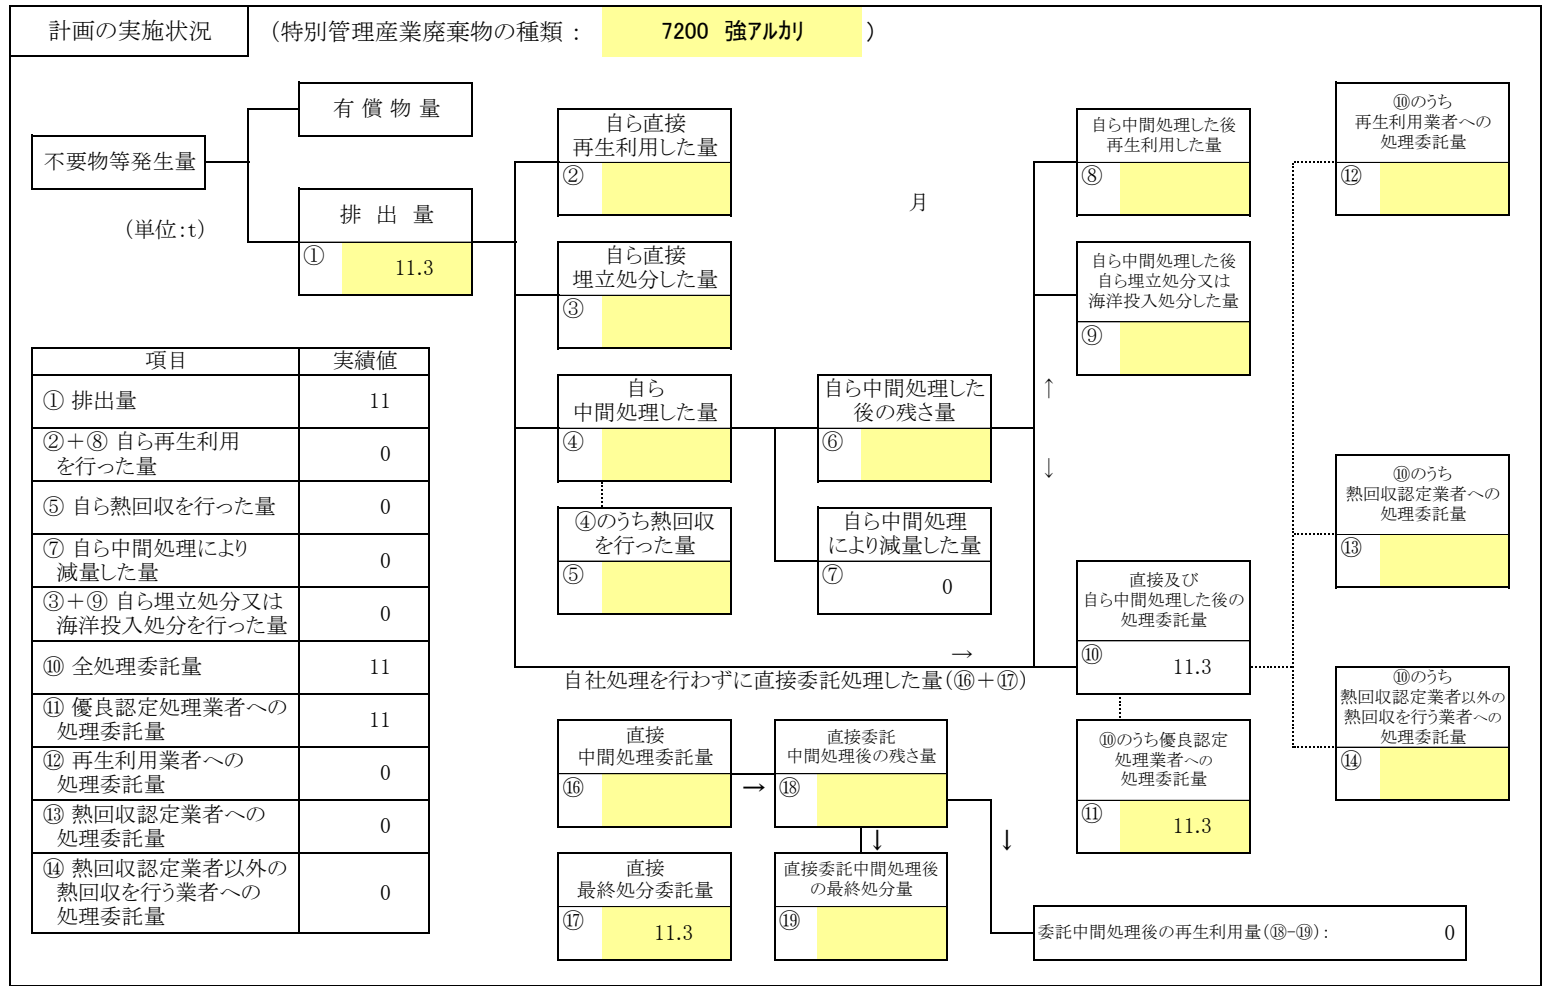 計画の実施状況 （特別管理産業廃棄物の種類： 7200 強アルカリ ）
有償物量
不要物等発生量
（単位:t）
排出量
① 11.3
自ら直接
再生利用した量
②
自ら直接
埋立処分した量
③
自ら
中間処理した量
④
④のうち熱回収
を行った量
⑤
自ら中間処理した
後の残さ量
⑥
自ら中間処理
により減量した量
⑦ 0
月
自ら中間処理した後
再生利用した量
⑧
自ら中間処理した後
自ら埋立処分又は
海洋投入処分した量
⑨
↑
↓
直接及び
自ら中間処理した後の
処理委託量
⑩ 11.3
→
自社処理を行わずに直接委託処理した量(⑯＋⑰)
⑩のうち優良認定
処理業者への
処理委託量
⑪ 11.3
⑩のうち
再生利用業者への
処理委託量
⑫
⑩のうち
熱回収認定業者への
処理委託量
⑬
⑩のうち
熱回収認定業者以外の
熱回収を行う業者への
処理委託量
⑭
直接
中間処理委託量
⑯
→
直接委託
中間処理後の残さ量
⑱
↓
↓
直接
最終処分委託量
⑰ 11.3
直接委託中間処理後
の最終処分量
⑲
委託中間処理後の再生利用量(⑱-⑲)： 0
項目 実績値
① 排出量 11
②＋⑧ 自ら再生利用
を行った量 0
⑤ 自ら熱回収を行った量 0
⑦ 自ら中間処理により
減量した量 0
③＋⑨ 自ら埋立処分又は
海洋投入処分を行った量 0
⑩ 全処理委託量 11
⑪ 優良認定処理業者への
処理委託量 11
⑫ 再生利用業者への
処理委託量 0
⑬ 熱回収認定業者への
処理委託量 0
⑭ 熱回収認定業者以外の
熱回収を行う業者への
処理委託量 0